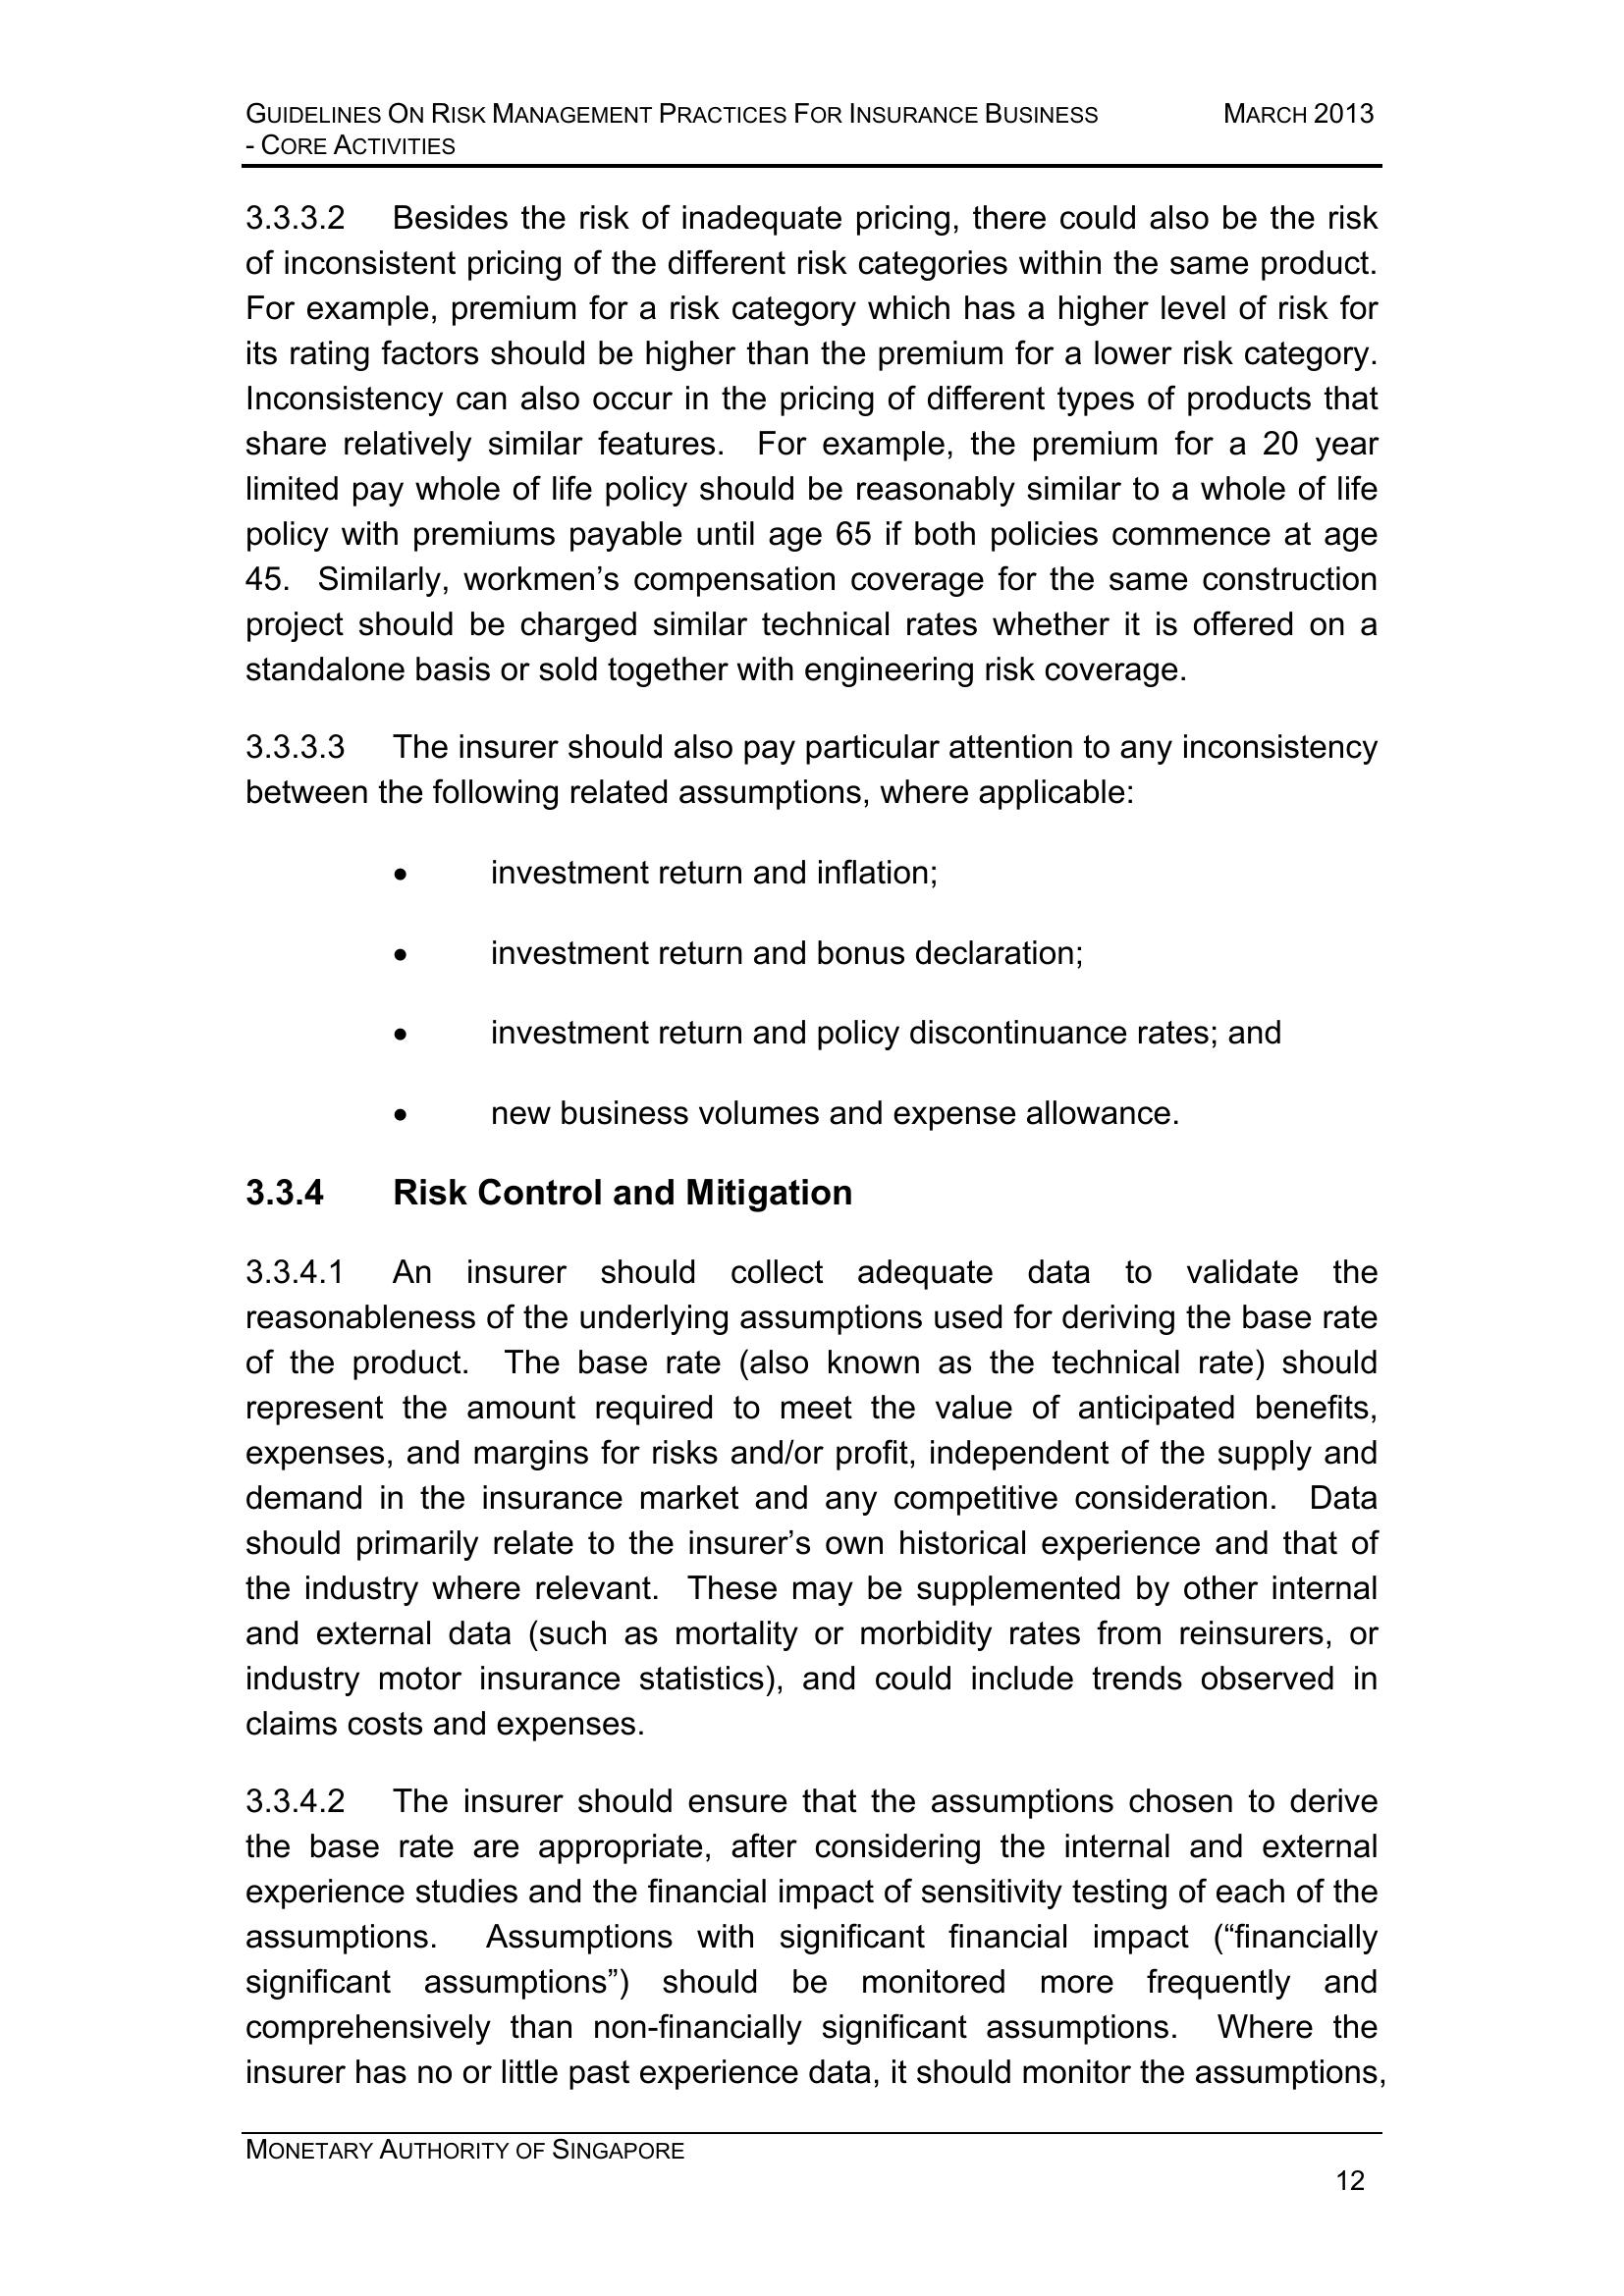 GUIDELINES ON RISK MANAGEMENT PRACTICES FOR INSURANCE BUSINESS MARCH 2013
- CORE ACTIVITIES
3.3.3.2 Besides the risk of inadequate pricing, there could also be the risk
of inconsistent pricing of the different risk categories within the same product.
For example, premium for a risk category which has a higher level of risk for
its rating factors should be higher than the premium for a lower risk category.
Inconsistency can also occur in the pricing of different types of products that
share relatively similar features. For example, the premium for a 20 year
limited pay whole of life policy should be reasonably similar to a whole of life
policy with premiums payable until age 65 if both policies commence at age
45. Similarly, workmen’s compensation coverage for the same construction
project should be charged similar technical rates whether it is offered on a
standalone basis or sold together with engineering risk coverage.
3.3.3.3 The insurer should also pay particular attention to any inconsistency
between the following related assumptions, where applicable:
• investment return and inflation;
• investment return and bonus declaration;
• investment return and policy discontinuance rates; and
• new business volumes and expense allowance.
3.3.4 Risk Control and Mitigation
3.3.4.1 An insurer should collect adequate data to validate the
reasonableness of the underlying assumptions used for deriving the base rate
of the product. The base rate (also known as the technical rate) should
represent the amount required to meet the value of anticipated benefits,
expenses, and margins for risks and/or profit, independent of the supply and
demand in the insurance market and any competitive consideration. Data
should primarily relate to the insurer’s own historical experience and that of
the industry where relevant. These may be supplemented by other internal
and external data (such as mortality or morbidity rates from reinsurers, or
industry motor insurance statistics), and could include trends observed in
claims costs and expenses.
3.3.4.2 The insurer should ensure that the assumptions chosen to derive
the base rate are appropriate, after considering the internal and external
experience studies and the financial impact of sensitivity testing of each of the
assumptions. Assumptions with significant financial impact (“financially
significant assumptions”) should be monitored more frequently and
comprehensively than non-financially significant assumptions. Where the
insurer has no or little past experience data, it should monitor the assumptions,
MONETARY AUTHORITY OF SINGAPORE
12